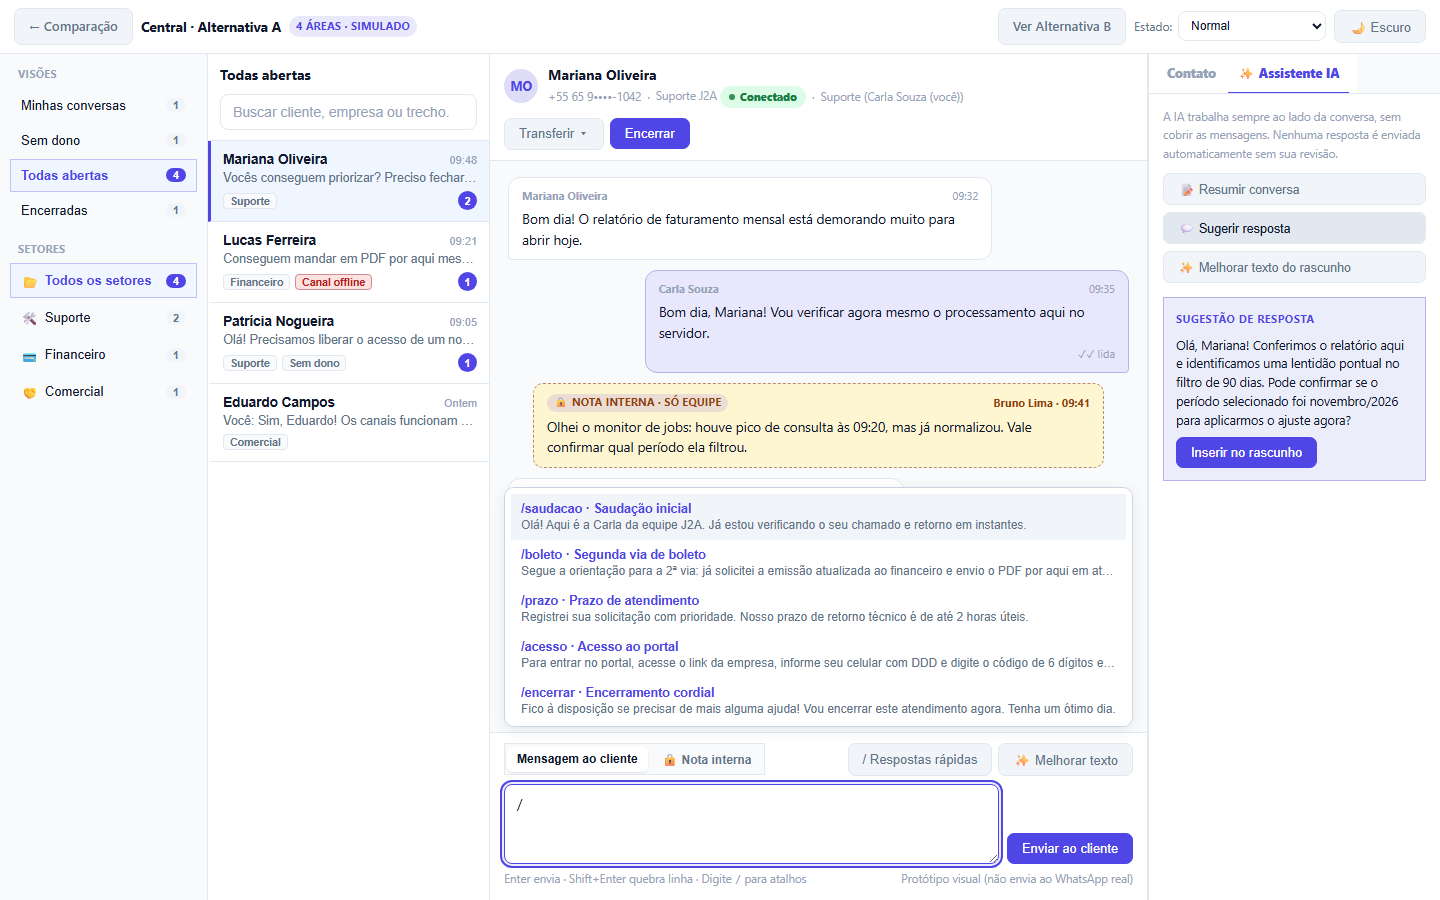 ← Comparação
Central · Alternativa A
4 ÁREAS · SIMULADO
Ver Alternativa B
Estado:
Normal
🌙 Escuro
VISÕES
Minhas conversas 1
Sem dono 1
Todas abertas 4
Encerradas 1
SETORES
Todos os setores 4
Suporte 2
Financeiro 1
Comercial 1
Todas abertas
Buscar cliente, empresa ou trecho.
Mariana Oliveira 09:48
Vocês conseguem priorizar? Preciso fechar...
Suporte 2
Lucas Ferreira 09:21
Conseguem mandar em PDF por aqui mes...
Financeiro Canal offline 1
Patrícia Nogueira 09:05
Olá! Precisamos liberar o acesso de um no...
Suporte Sem dono 1
Eduardo Campos Ontem
Você: Sim, Eduardo! Os canais funcionam ...
Comercial
MO
Mariana Oliveira
+55 65 9••••-1042 · Suporte J2A ● Conectado · Suporte (Carla Souza (você))
Transferir ▾
Encerrar
Mariana Oliveira 09:32
Bom dia! O relatório de faturamento mensal está demorando muito para
abrir hoje.
Carla Souza 09:35
Bom dia, Mariana! Vou verificar agora mesmo o processamento aqui no
servidor.
✓✓ lida
🔒 NOTA INTERNA · SÓ EQUIPE Bruno Lima · 09:41
Olhei o monitor de jobs: houve pico de consulta às 09:20, mas já normalizou. Vale
confirmar qual período ela filtrou.
/saudacao · Saudação inicial
Olá! Aqui é a Carla da equipe J2A. Já estou verificando o seu chamado e retorno em instantes.
/boleto · Segunda via de boleto
Segue a orientação para a 2ª via: já solicitei a emissão atualizada ao financeiro e envio o PDF por aqui em at...
/prazo · Prazo de atendimento
Registrei sua solicitação com prioridade. Nosso prazo de retorno técnico é de até 2 horas úteis.
/acesso · Acesso ao portal
Para entrar no portal, acesse o link da empresa, informe seu celular com DDD e digite o código de 6 dígitos e...
/encerrar · Encerramento cordial
Fico à disposição se precisar de mais alguma ajuda! Vou encerrar este atendimento agora. Tenha um ótimo dia.
Mensagem ao cliente
🔒 Nota interna
/ Respostas rápidas
✨ Melhorar texto
/
Enviar ao cliente
Enter envia · Shift+Enter quebra linha · Digite / para atalhos
Protótipo visual (não envia ao WhatsApp real)
Contato
✨ Assistente IA
A IA trabalha sempre ao lado da conversa, sem
cobrir as mensagens. Nenhuma resposta é enviada
automaticamente sem sua revisão.
📝 Resumir conversa
💬 Sugerir resposta
✨ Melhorar texto do rascunho
SUGESTÃO DE RESPOSTA
Olá, Mariana! Conferimos o relatório aqui
e identificamos uma lentidão pontual no
filtro de 90 dias. Pode confirmar se o
período selecionado foi novembro/2026
para aplicarmos o ajuste agora?
Inserir no rascunho